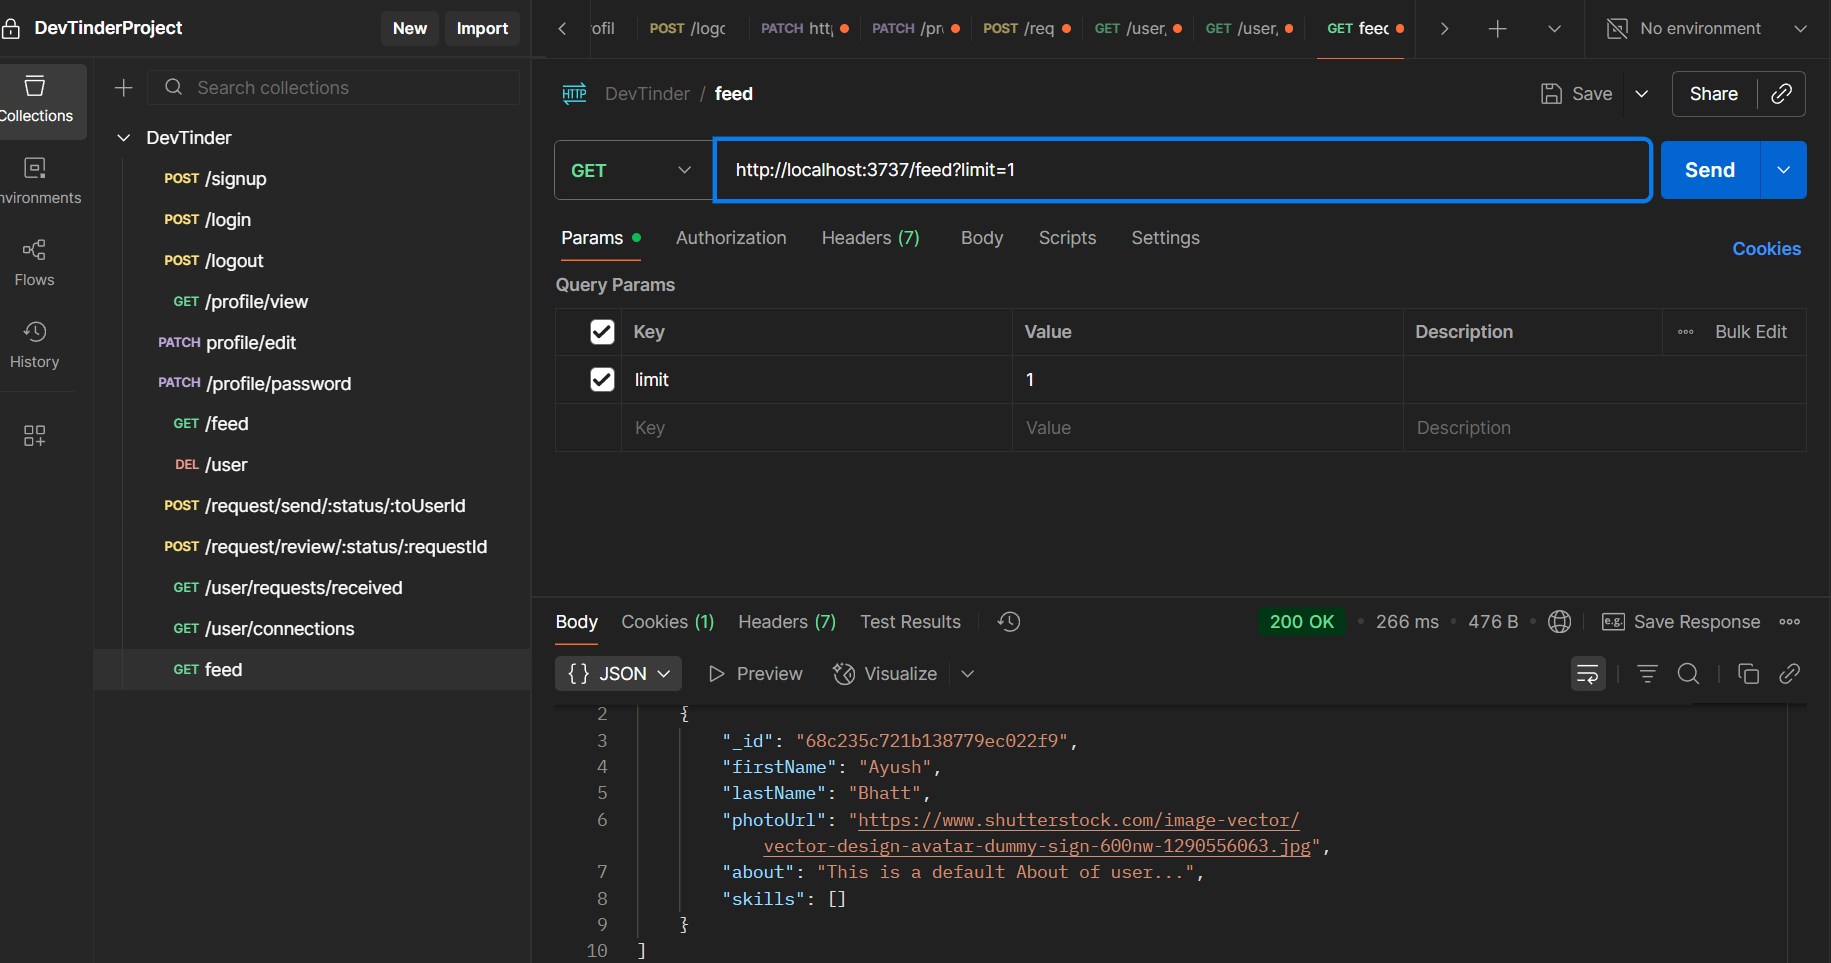 DevTinderProject
New
Import
ofil
POST /logc
PATCH htt
PATCH /pr
POST /req
GET /user,
GET /user,
GET feec
No environment
Collections
nvironments
Flows
History
Search collections
DevTinder
POST /signup
POST /login
POST /logout
GET /profile/view
PATCH profile/edit
PATCH /profile/password
GET /feed
DEL /user
POST /request/send/:status/:toUserId
POST /request/review/:status/:requestId
GET /user/requests/received
GET /user/connections
GET feed
HTTP DevTinder / feed
Save
Share
GET
http://localhost:3737/feed?limit=1
Send
Params
Authorization
Headers (7)
Body
Scripts
Settings
Cookies
Query Params
Key Value Description Bulk Edit
limit 1
Key Value Description
Body Cookies (1) Headers (7) Test Results
200 OK • 266 ms • 476 B
e.g. Save Response
{} JSON
Preview
Visualize
2 {
3 "_id": "68c235c721b138779ec022f9",
4 "firstName": "Ayush",
5 "lastName": "Bhatt",
6 "photoUrl": "https://www.shutterstock.com/image-vector/
vector-design-avatar-dummy-sign-600nw-1290556063.jpg",
7 "about": "This is a default About of user...",
8 "skills": []
9 }
10 ]